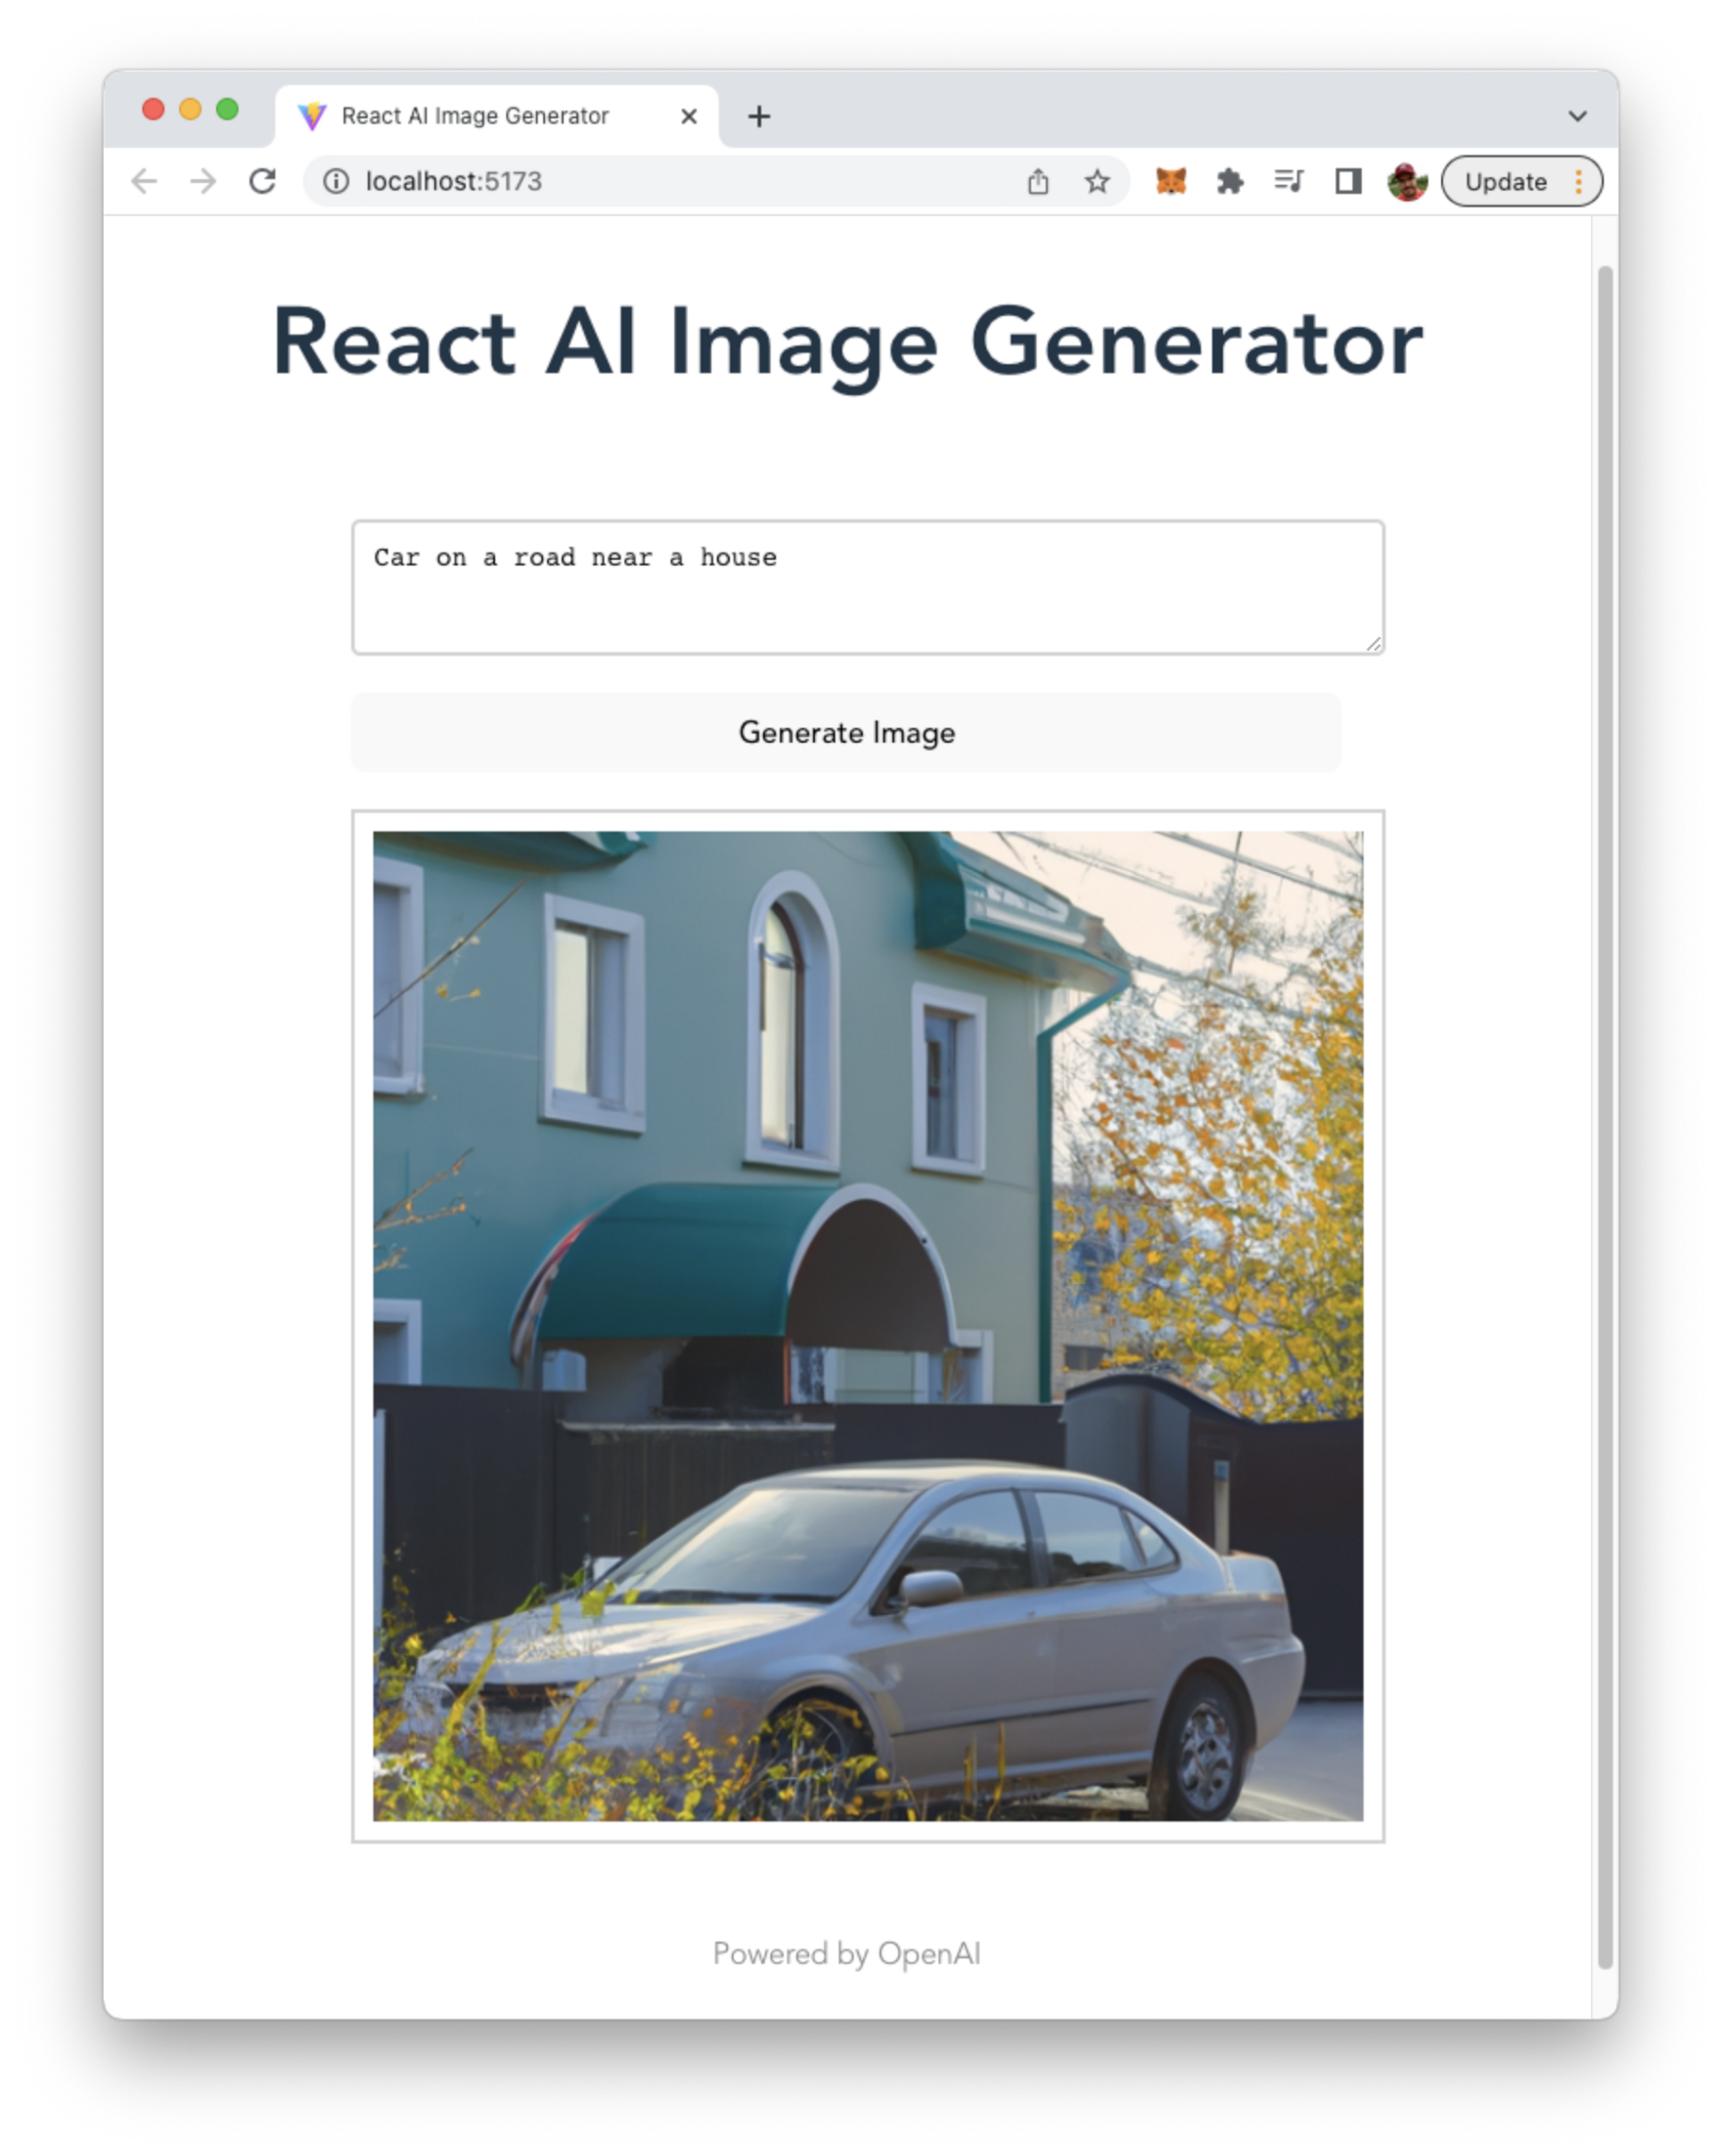 React AI Image Generator
localhost:5173
Update
React AI Image Generator
Car on a road near a house
Generate Image
Powered by OpenAI